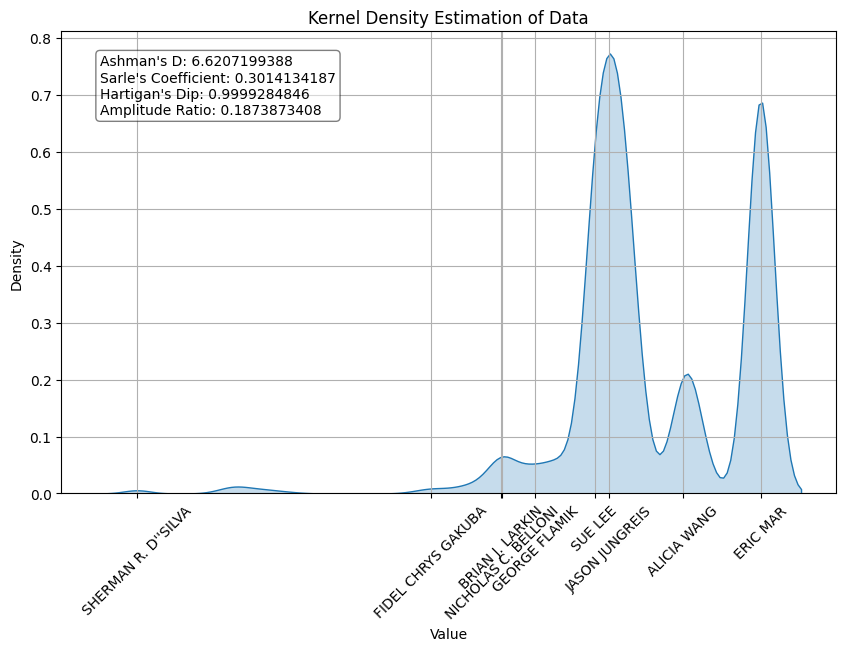 Kernel Density Estimation of Data
Ashman's D: 6.6207199388
Sarle's Coefficient: 0.3014134187
Hartigan's Dip: 0.9999284846
Amplitude Ratio: 0.1873873408
Density
0.8
0.7
0.6
0.5
0.4
0.3
0.2
0.1
0.0
SHERMAN R. D"SILVA
FIDEL CHRYS GAKUBA
BRIAN J. LARKIN
NICHOLAS C. BELLONI
GEORGE FLAMIK
SUE LEE
JASON JUNGREIS
ALICIA WANG
ERIC MAR
Value